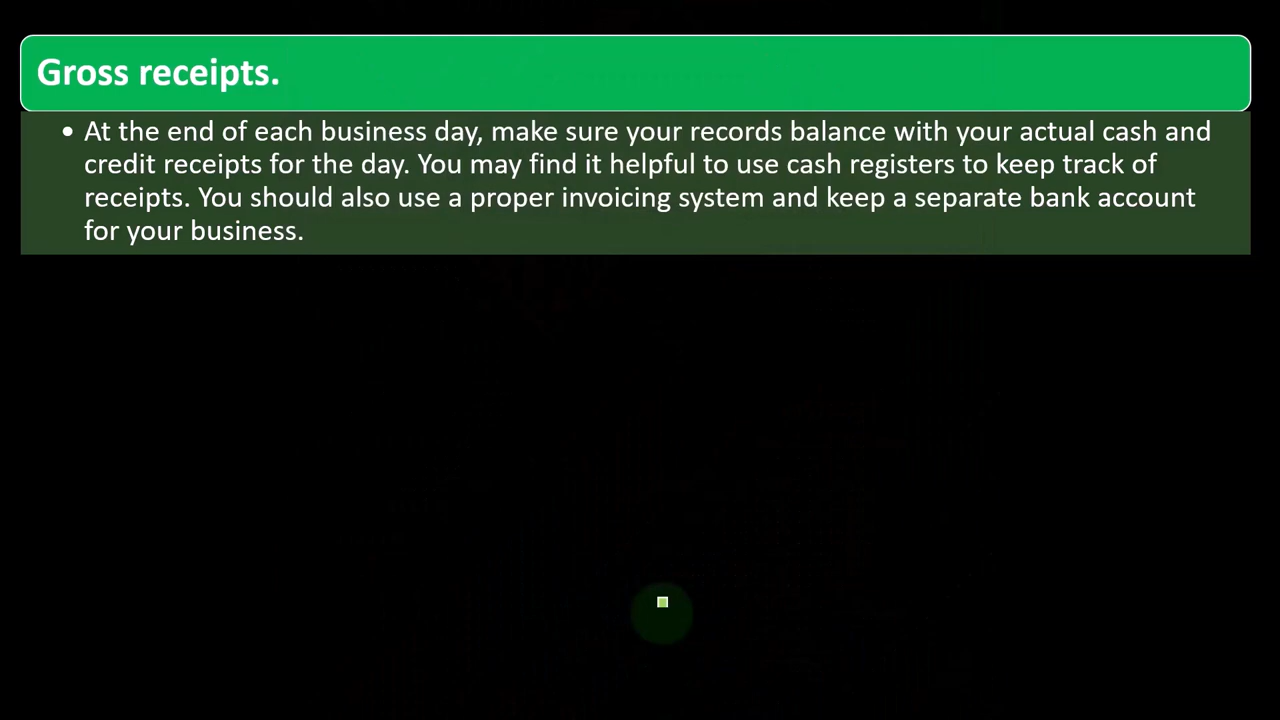 Gross receipts.
• At the end of each business day, make sure your records balance with your actual cash and
credit receipts for the day. You may find it helpful to use cash registers to keep track of
receipts. You should also use a proper invoicing system and keep a separate bank account
for your business.